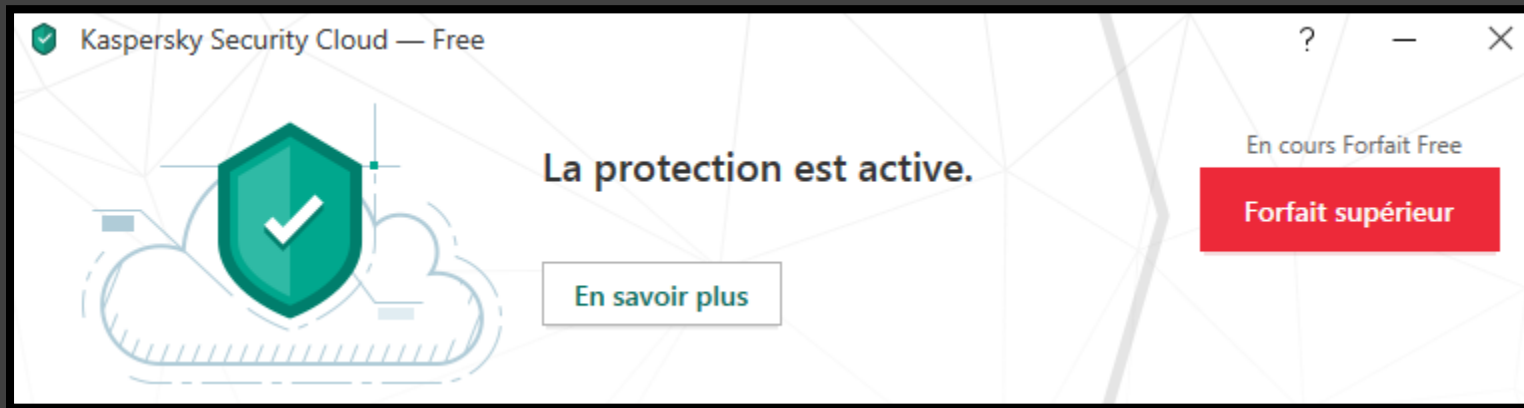 Kaspersky Security Cloud — Free
?
En cours Forfait Free
La protection est active.
Forfait supérieur
En savoir plus